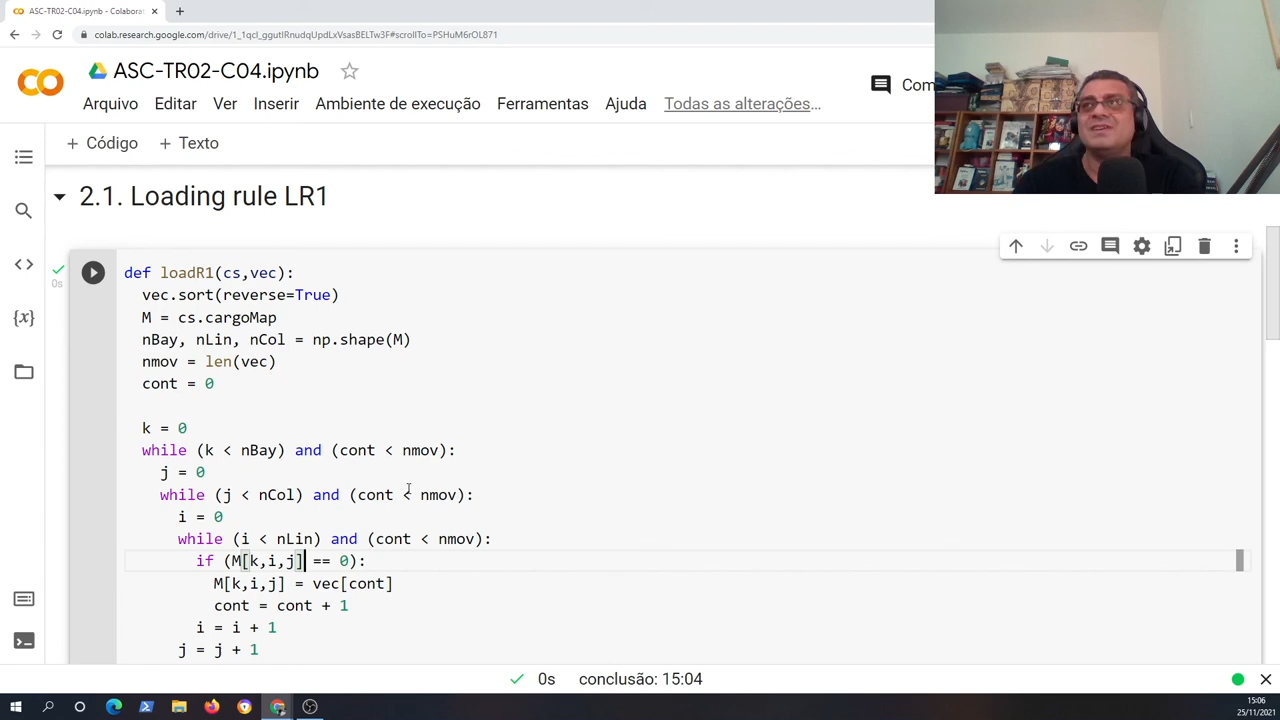 ASC-TR02-C04.ipynb - Colaborat
colab.research.google.com/drive/1_1qcl_ggutIRnudqUpdLxVsasBELTw3F#scrollTo=PSHuM6rOL871
ASC-TR02-C04.ipynb
Com
Arquivo Editar Ver Inserir Ambiente de execução Ferramentas Ajuda Todas as alterações…
+ Código + Texto
2.1. Loading rule LR1
0s
def loadR1(cs,vec):
vec.sort(reverse=True)
M = cs.cargoMap
nBay, nLin, nCol = np.shape(M)
nmov = len(vec)
cont = 0
k = 0
while (k < nBay) and (cont < nmov):
j = 0
while (j < nCol) and (cont < nmov):
i = 0
while (i < nLin) and (cont < nmov):
if (M[k,i,j] == 0):
M[k,i,j] = vec[cont]
cont = cont + 1
i = i + 1
j = j + 1
0s conclusão: 15:04
15:06
25/11/2021